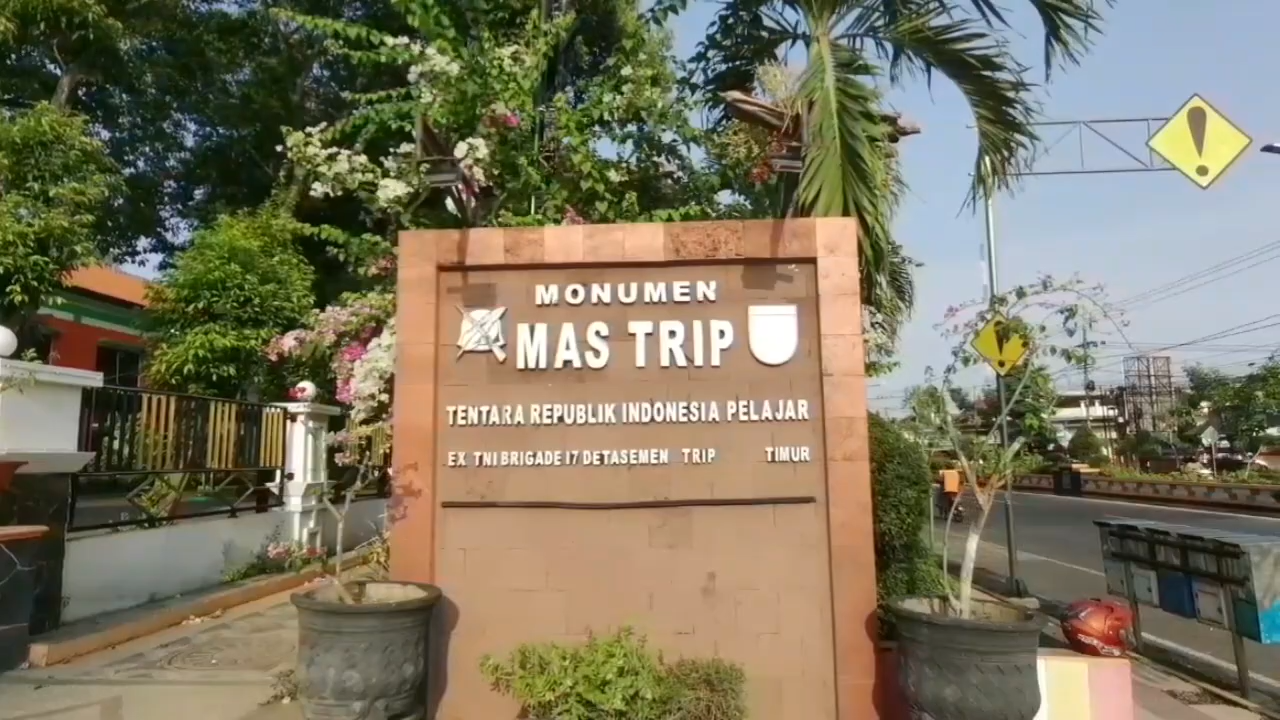 MONUMEN
MAS TRIP
TENTARA REPUBLIK INDONESIA PELAJAR
EX TNI BRIGADE 17 DETASEMEN TRIP TIMUR